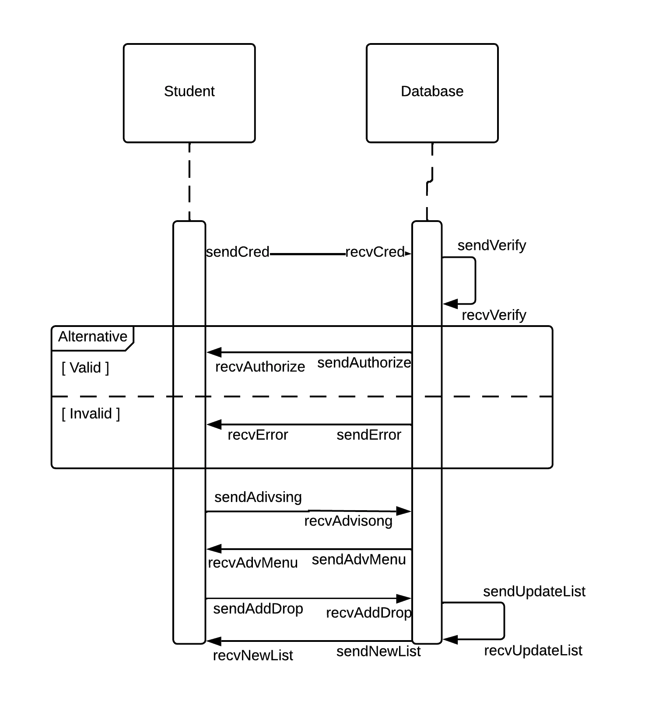 Student
Database
sendCred
recvCred
sendVerify
recvVerify
Alternative
[ Valid ]
recvAuthorize
sendAuthorize
[ Invalid ]
recvError
sendError
sendAdivsing
recvAdvisong
recvAdvMenu
sendAdvMenu
sendAddDrop
recvAddDrop
sendUpdateList
recvUpdateList
recvNewList
sendNewList